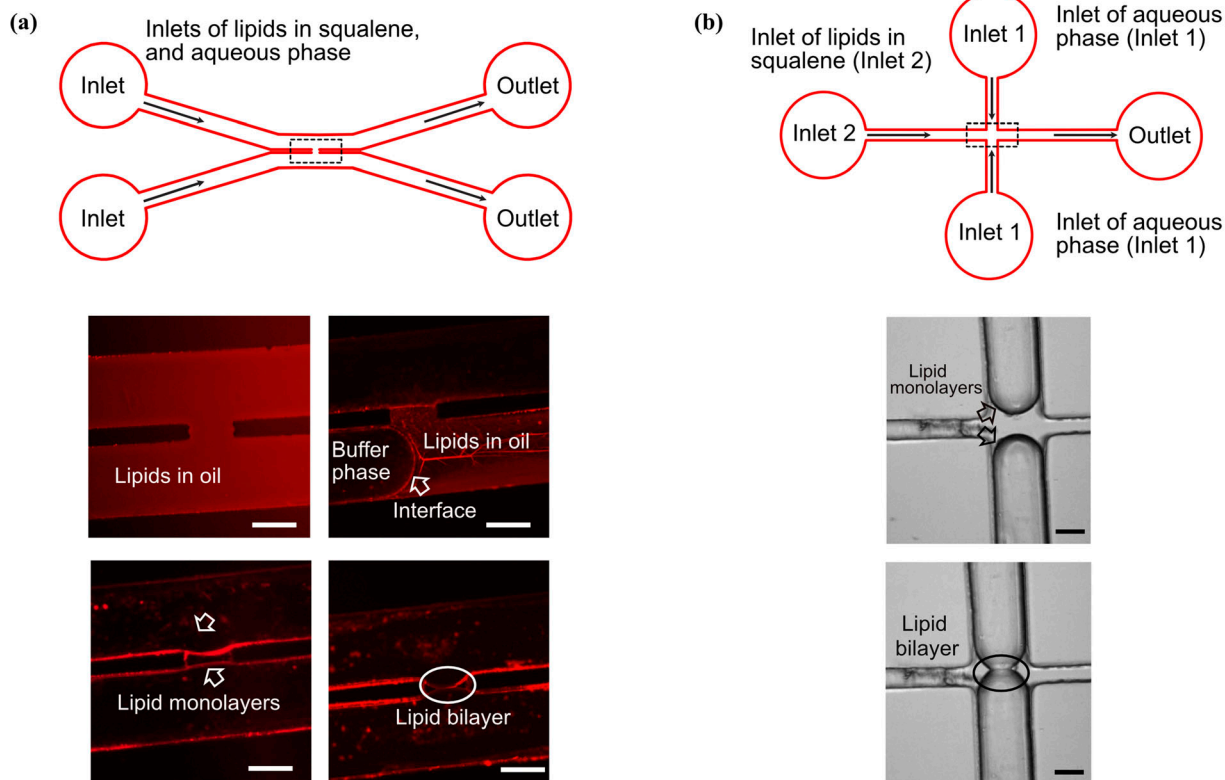 (a)
Inlets of lipids in squalene,
and aqueous phase
Inlet
Outlet
Inlet
Outlet
Lipids in oil
Buffer
phase
Lipids in oil
Interface
Lipid monolayers
Lipid bilayer
(b)
Inlet of lipids in
squalene (Inlet 2)
Inlet 1
Inlet of aqueous
phase (Inlet 1)
Inlet 2
Outlet
Inlet 1
Inlet of aqueous
phase (Inlet 1)
Lipid
monolayers
Lipid
bilayer